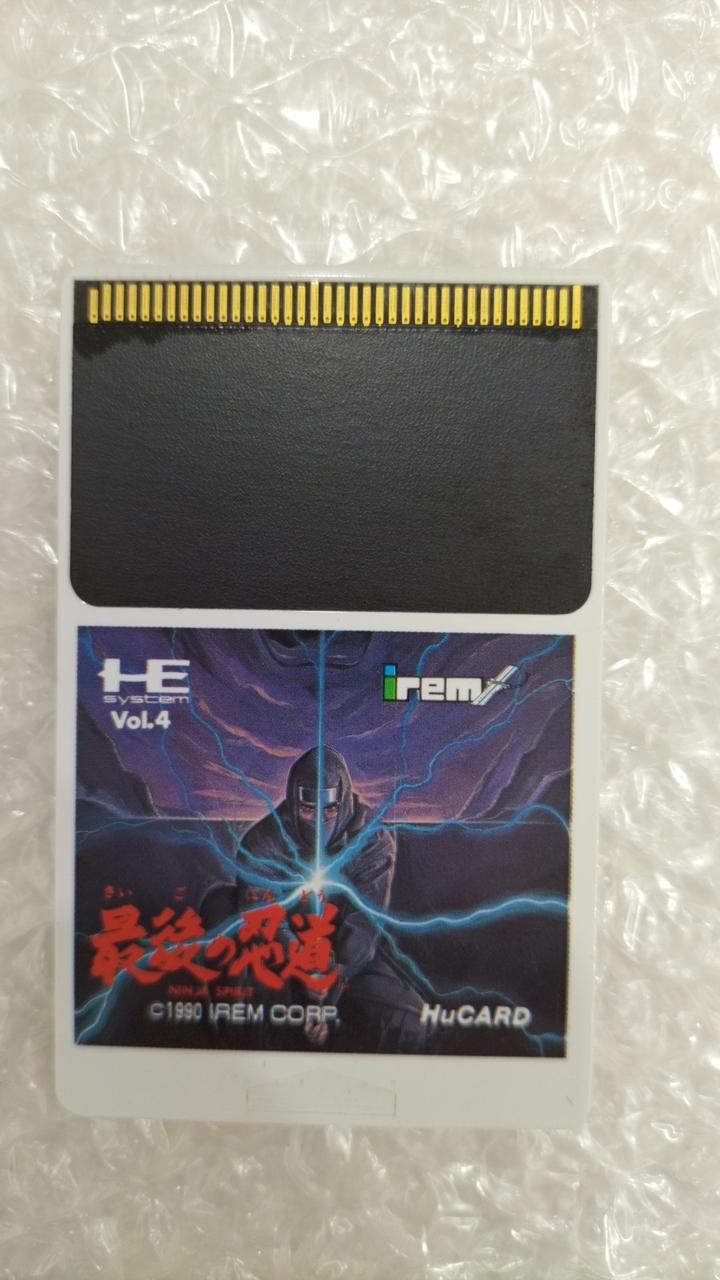 HE
system
Vol.4
irem
さい ご にん どう
最後の忍道
NINJA SPIRIT
©1990 IREM CORP.
HuCARD